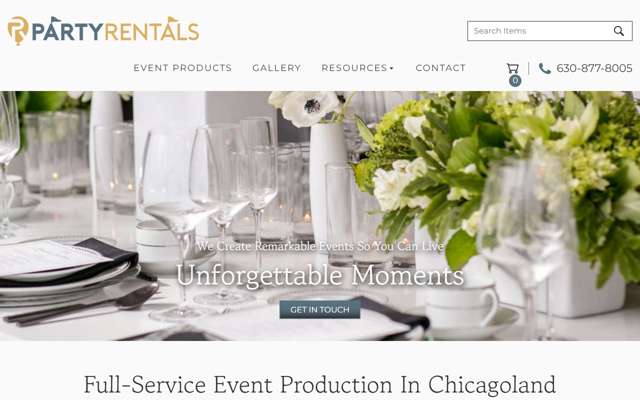 PARTYRENTALS
Search Items
EVENT PRODUCTS GALLERY RESOURCES CONTACT 0 630-877-8005
We Create Remarkable Events So You Can Live
Unforgettable Moments
GET IN TOUCH
Full-Service Event Production In Chicagoland